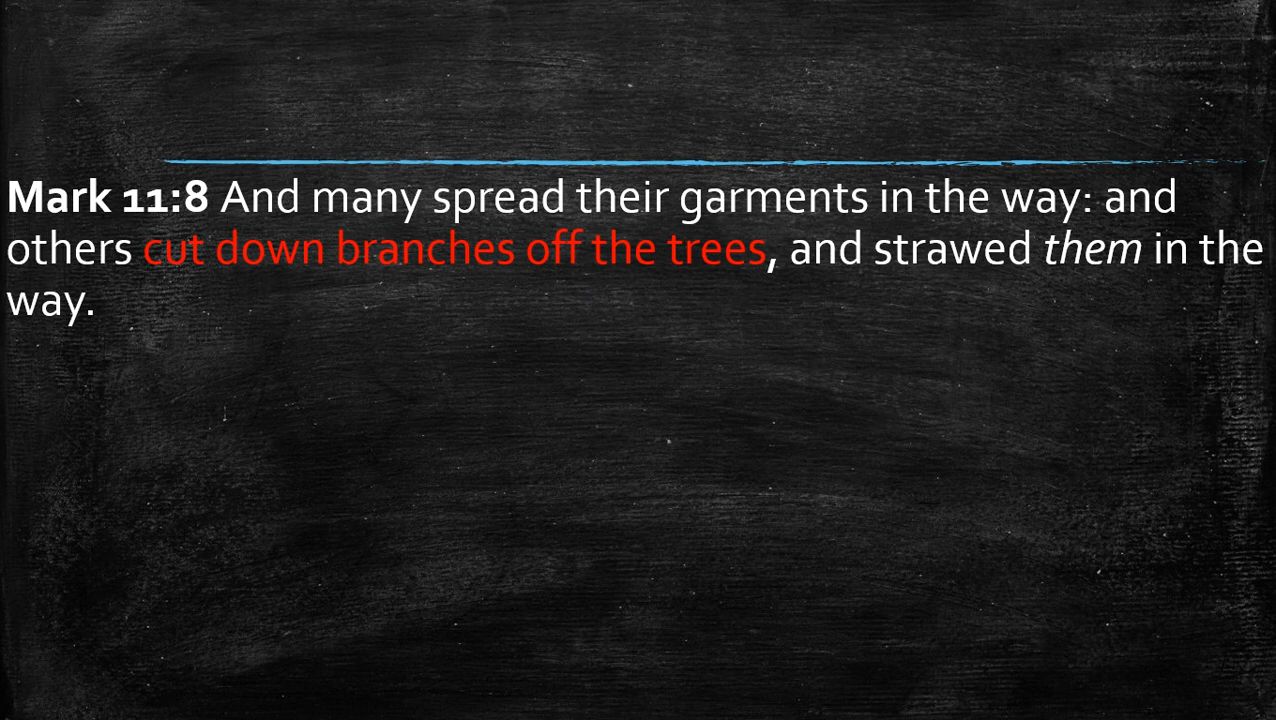 Mark 11:8 And many spread their garments in the way: and
others cut down branches off the trees, and strawed them in the
way.